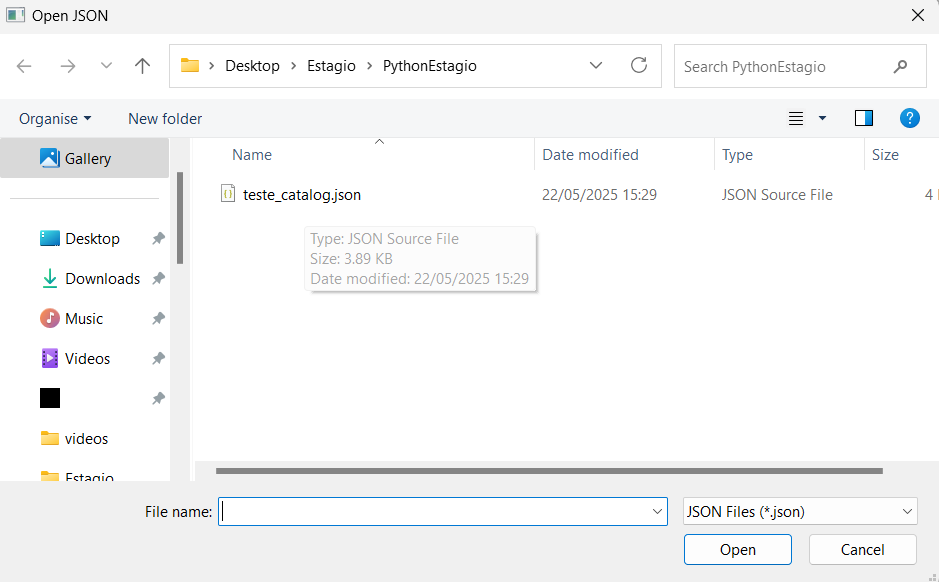 Open JSON
Desktop > Estagio > PythonEstagio
Search PythonEstagio
Organise
New folder
Gallery
Desktop
Downloads
Music
Videos
videos
Estagio
Name
Date modified
Type
Size
teste_catalog.json
22/05/2025 15:29
JSON Source File
4
Type: JSON Source File
Size: 3.89 KB
Date modified: 22/05/2025 15:29
File name:
JSON Files (*.json)
Open
Cancel